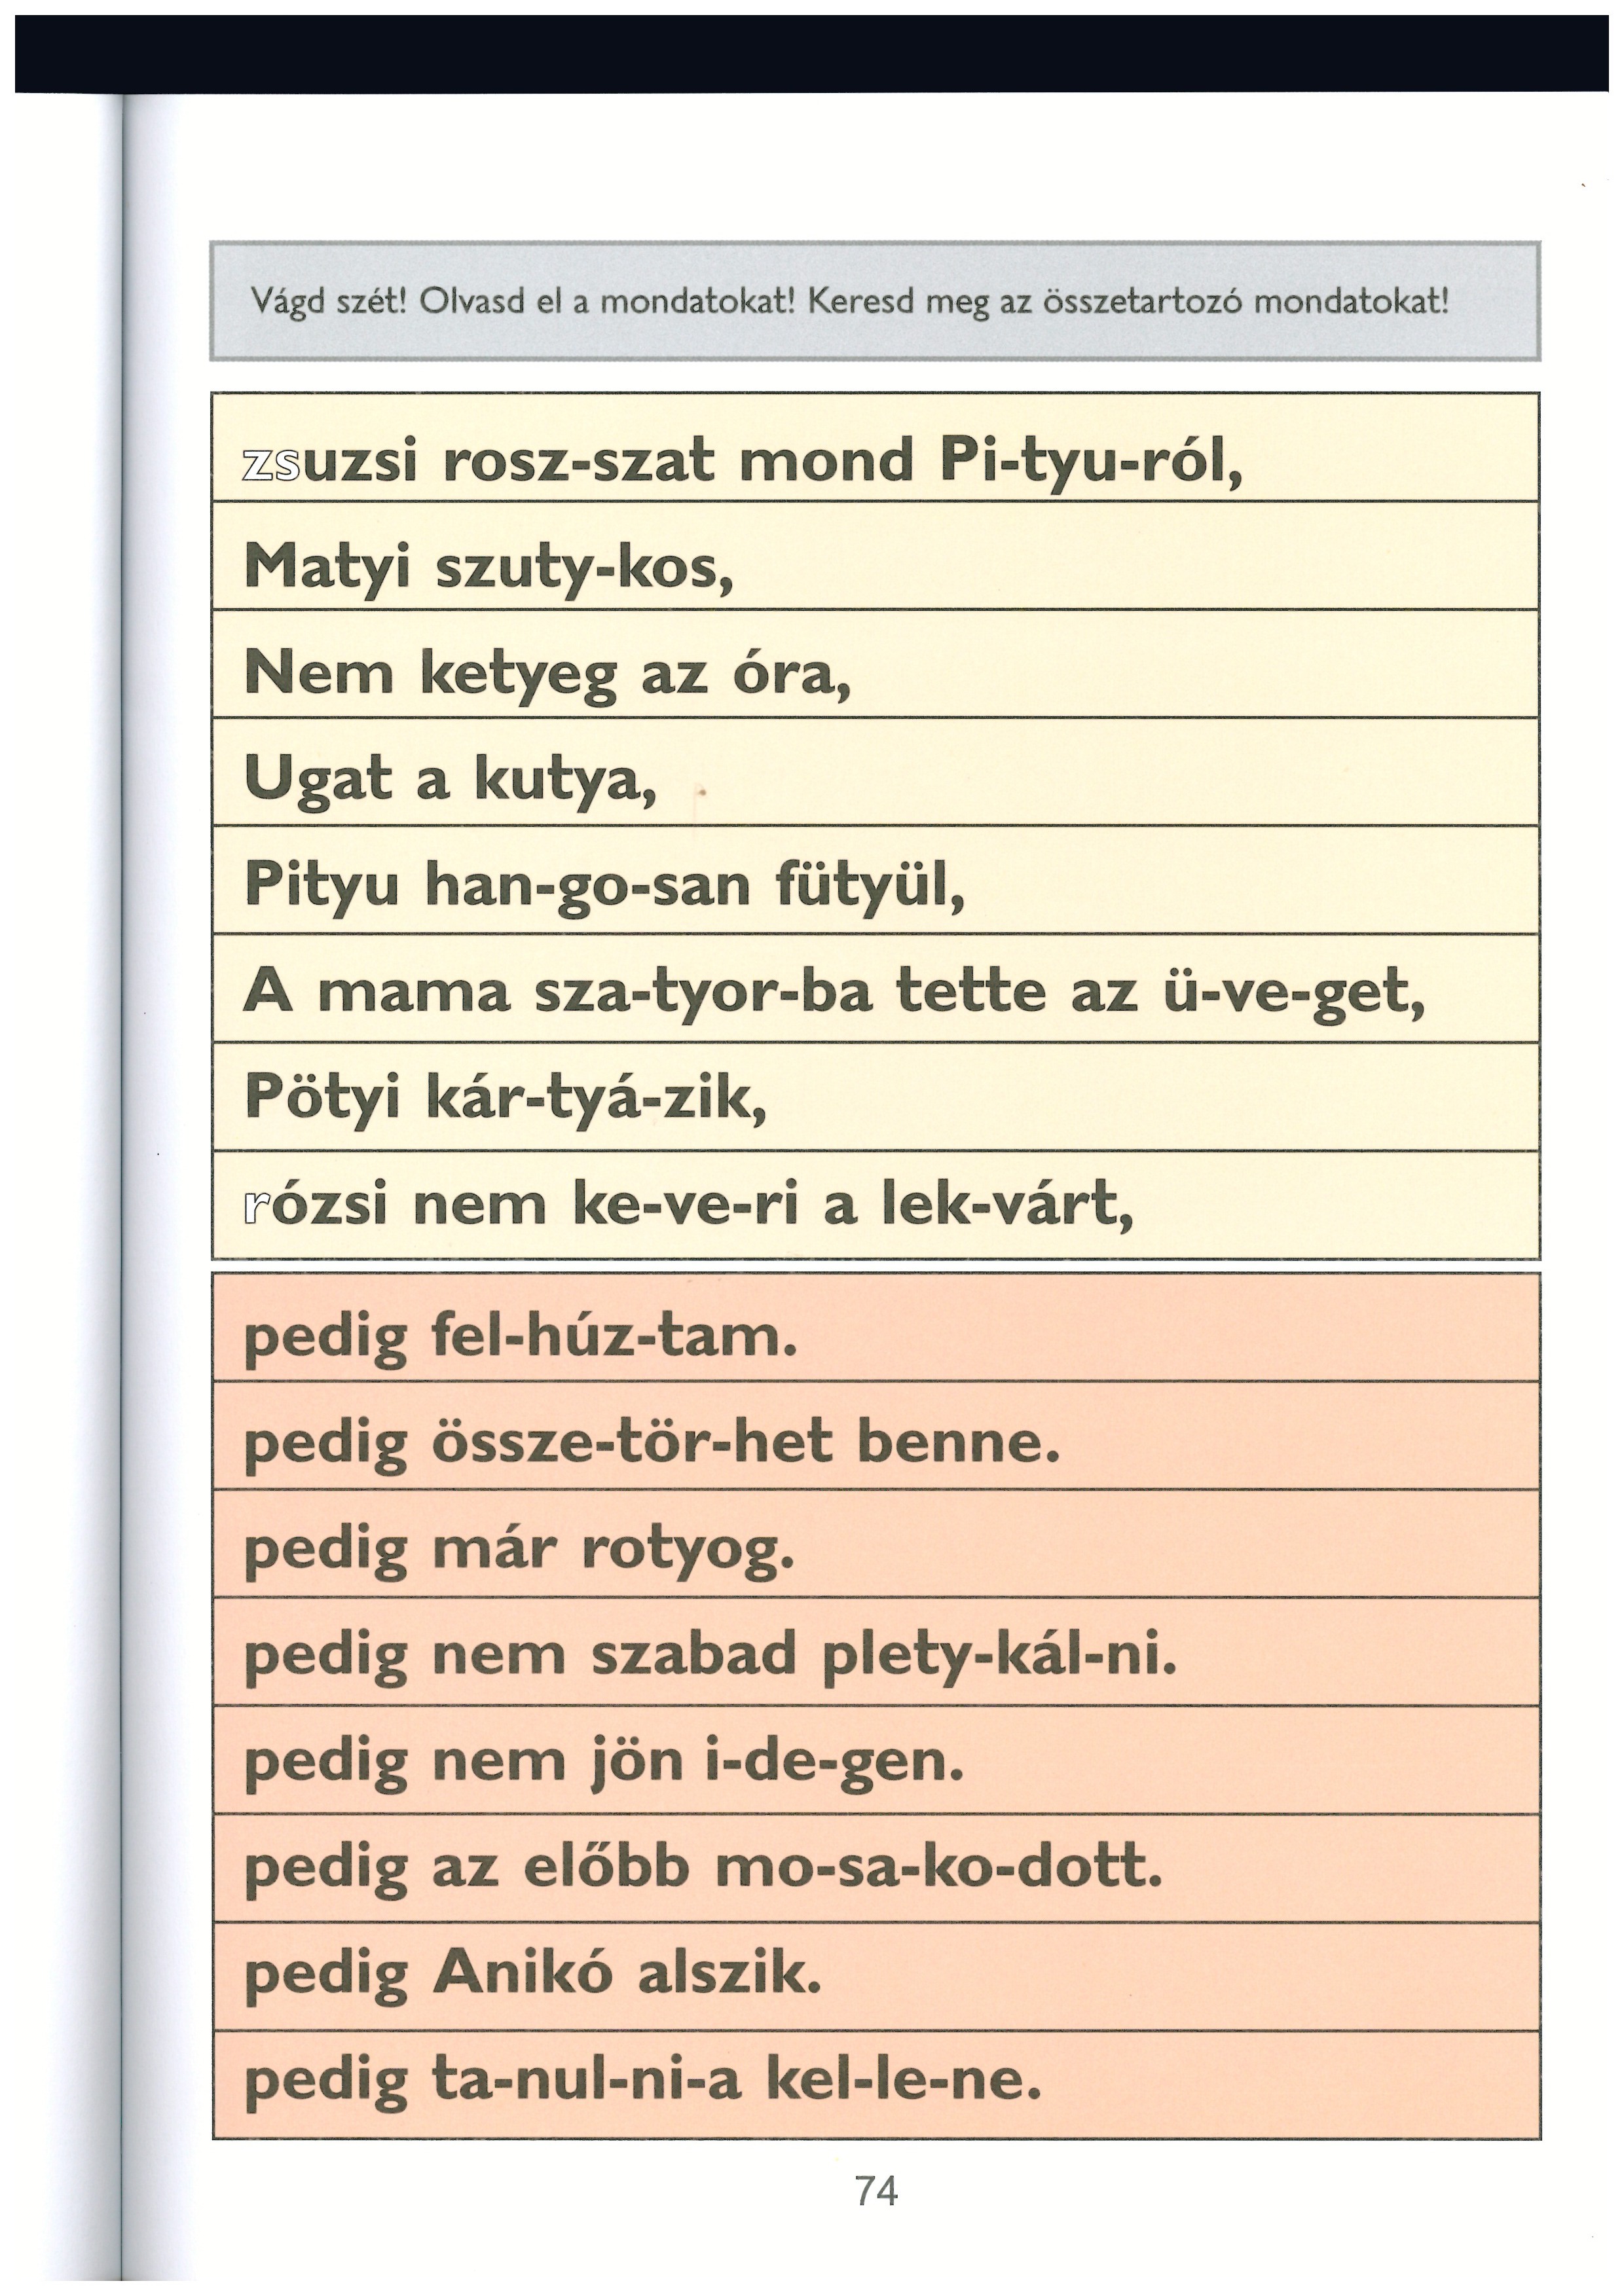 Vágd szét! Olvasd el a mondatokat! Keresd meg az összetartozó mondatokat!
zsuzsi rosz-szat mond Pi-tyu-ról,
Matyi szuty-kos,
Nem ketyeg az óra,
Ugat a kutya,
Pityu han-go-san fütyül,
A mama sza-tyor-ba tette az ü-ve-get,
Pötyi kár-tyá-zik,
rózsi nem ke-ve-ri a lek-várt,
pedig fel-húz-tam.
pedig össze-tör-het benne.
pedig már rotyog.
pedig nem szabad plety-kál-ni.
pedig nem jön i-de-gen.
pedig az előbb mo-sa-ko-dott.
pedig Anikó alszik.
pedig ta-nul-ni-a kel-le-ne.
74